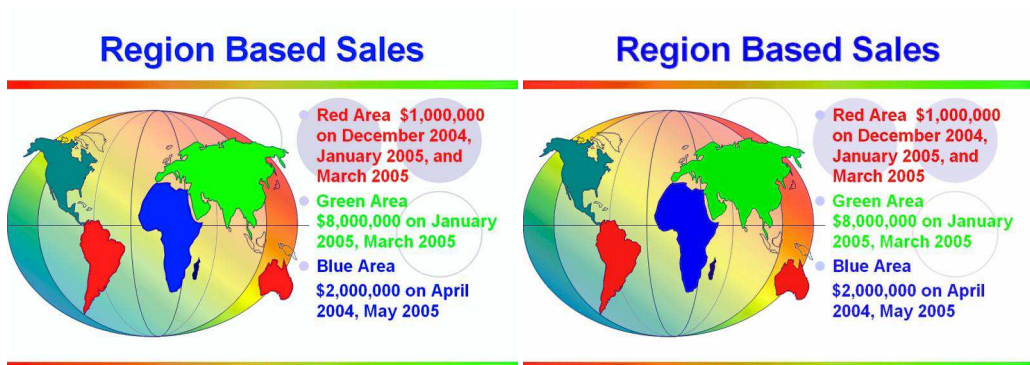 Region Based Sales
Red Area $1,000,000
on December 2004,
January 2005, and
March 2005
Green Area
$8,000,000 on January
2005, March 2005
Blue Area
$2,000,000 on April
2004, May 2005
Region Based Sales
Red Area $1,000,000
on December 2004,
January 2005, and
March 2005
Green Area
$8,000,000 on January
2005, March 2005
Blue Area
$2,000,000 on April
2004, May 2005